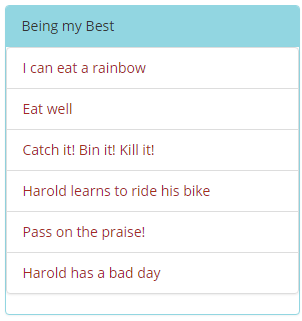 Being my Best
I can eat a rainbow
Eat well
Catch it! Bin it! Kill it!
Harold learns to ride his bike
Pass on the praise!
Harold has a bad day